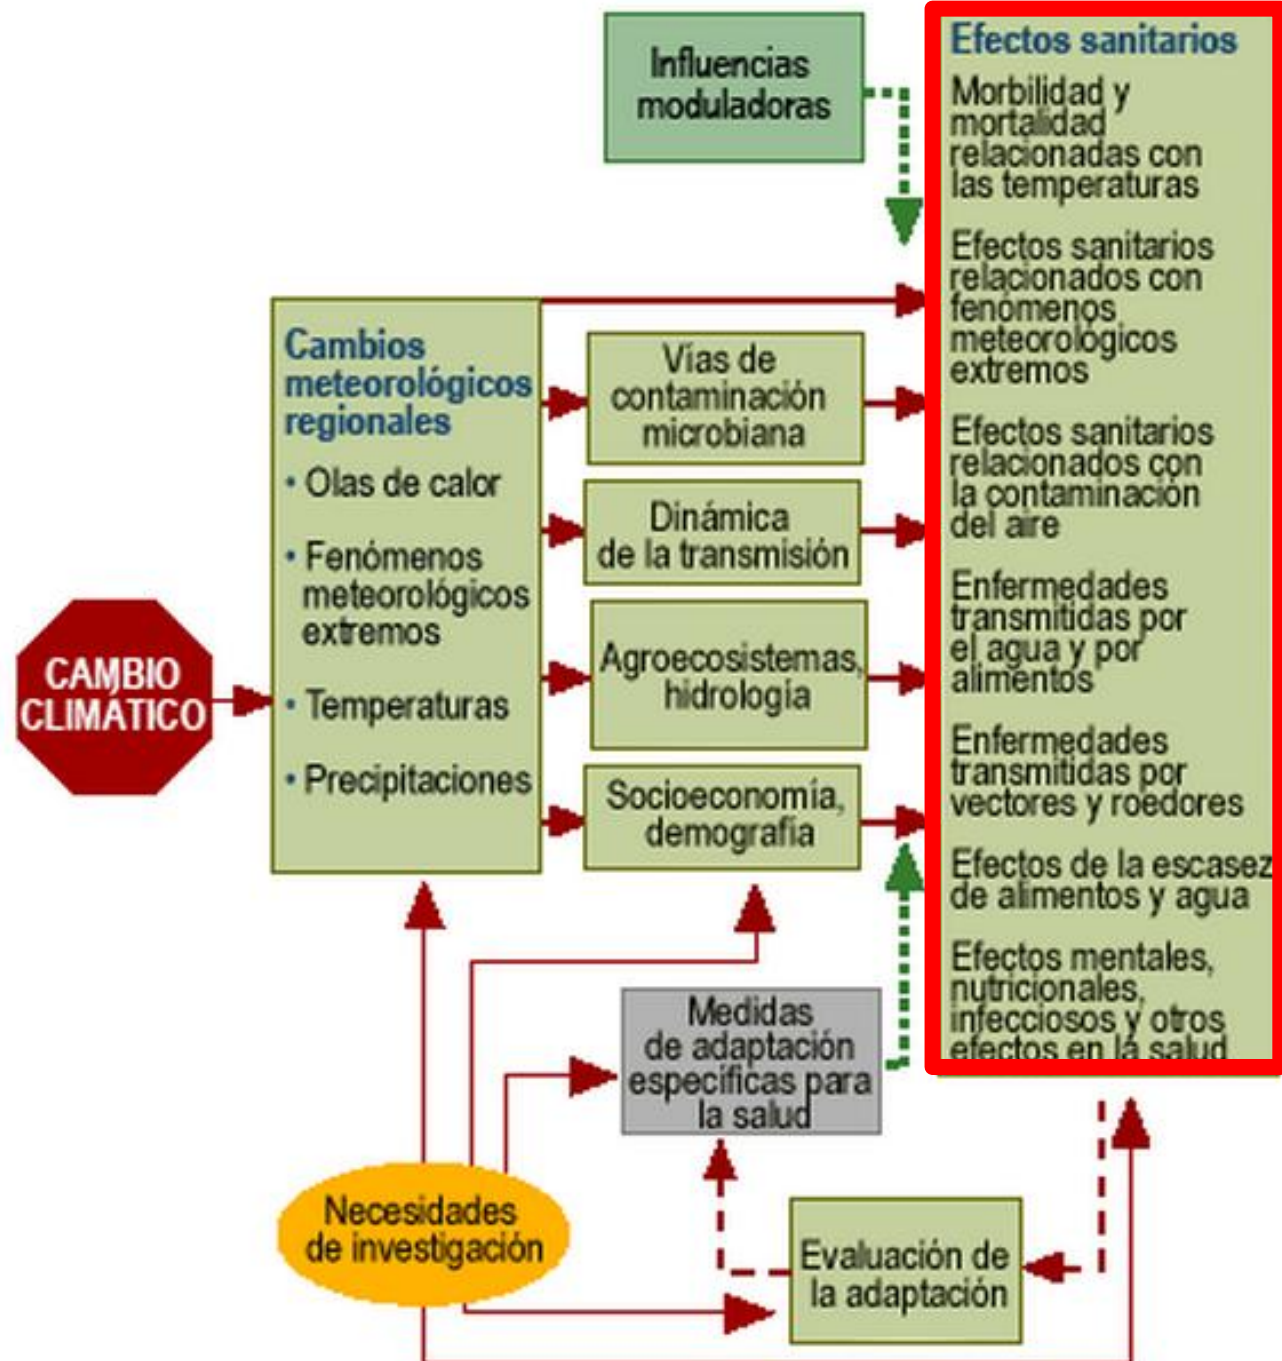 Influencias
moduladoras
Efectos sanitarios
Morbilidad y
mortalidad
relacionadas con
las temperaturas
Efectos sanitarios
relacionados con
fenómenos
meteorológicos
extremos
Efectos sanitarios
relacionados con
la contaminación
del aire
Enfermedades
transmitidas por
el agua y por
alimentos
Enfermedades
transmitidas por
vectores y roedores
Efectos de la escasez
de alimentos y agua
Efectos mentales,
nutricionales,
infecciosos y otros
efectos en la salud
Cambios
meteorológicos
regionales
• Olas de calor
• Fenómenos
meteorológicos
extremos
• Temperaturas
• Precipitaciones
Vías de
contaminación
microbiana
Dinámica
de la transmisión
Agroecosistemas,
hidrología
Socioeconomía,
demografía
CAMBIO
CLIMÁTICO
Medidas
de adaptación
específicas para
la salud
Necesidades
de investigación
Evaluación de
la adaptación